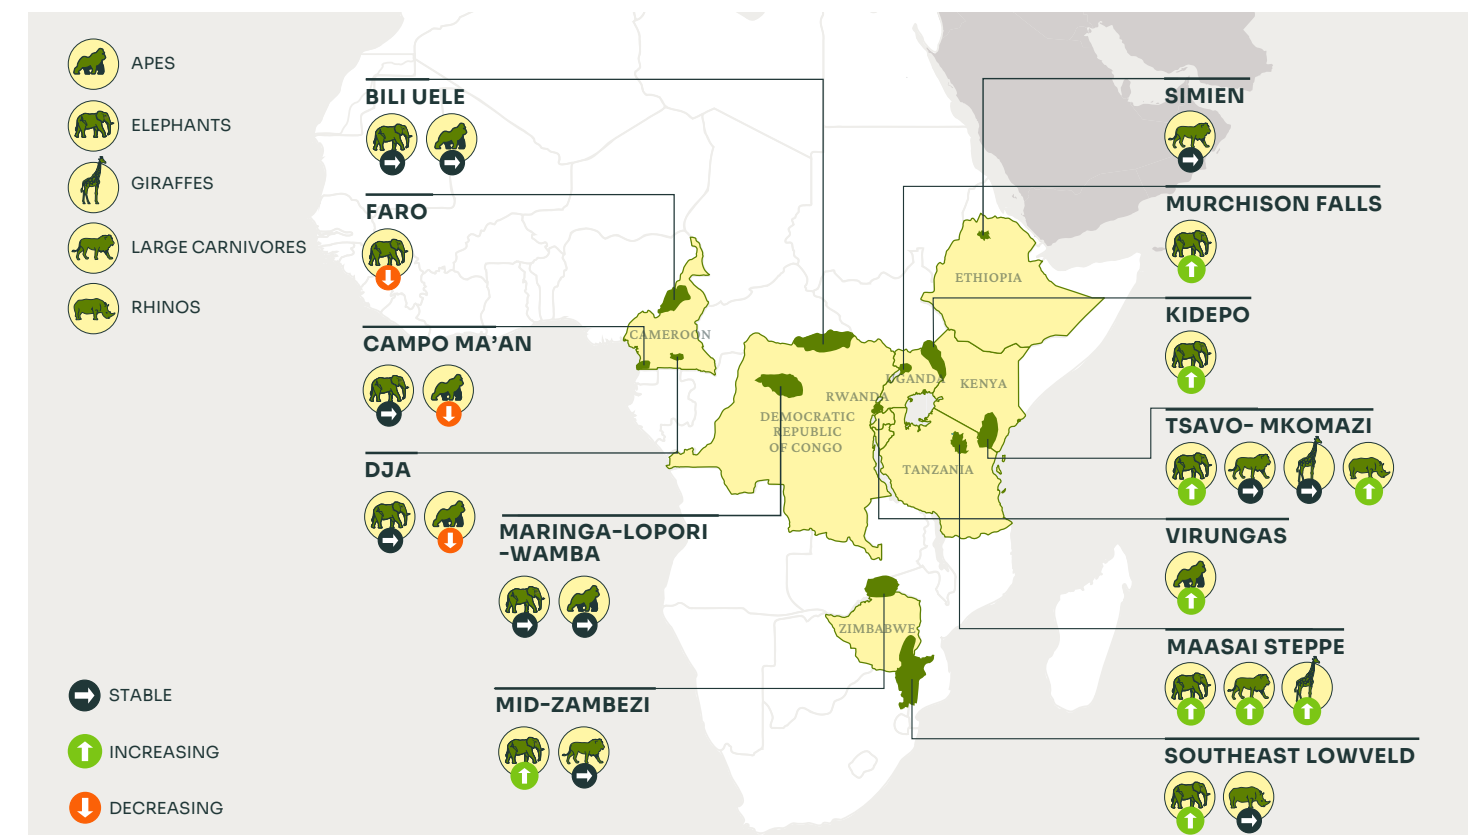 APES
ELEPHANTS
GIRAFFES
LARGE CARNIVORES
RHINOS
STABLE
INCREASING
DECREASING
BILI UELE
FARO
CAMPO MA’AN
DJA
MARINGA-LOPORI
-WAMBA
MID-ZAMBEZI
CAMEROON
ETHIOPIA
UGANDA
KENYA
RWANDA
DEMOCRATIC
REPUBLIC
OF CONGO
TANZANIA
ZIMBABWE
SIMIEN
MURCHISON FALLS
KIDEPO
TSAVO- MKOMAZI
VIRUNGAS
MAASAI STEPPE
SOUTHEAST LOWVELD